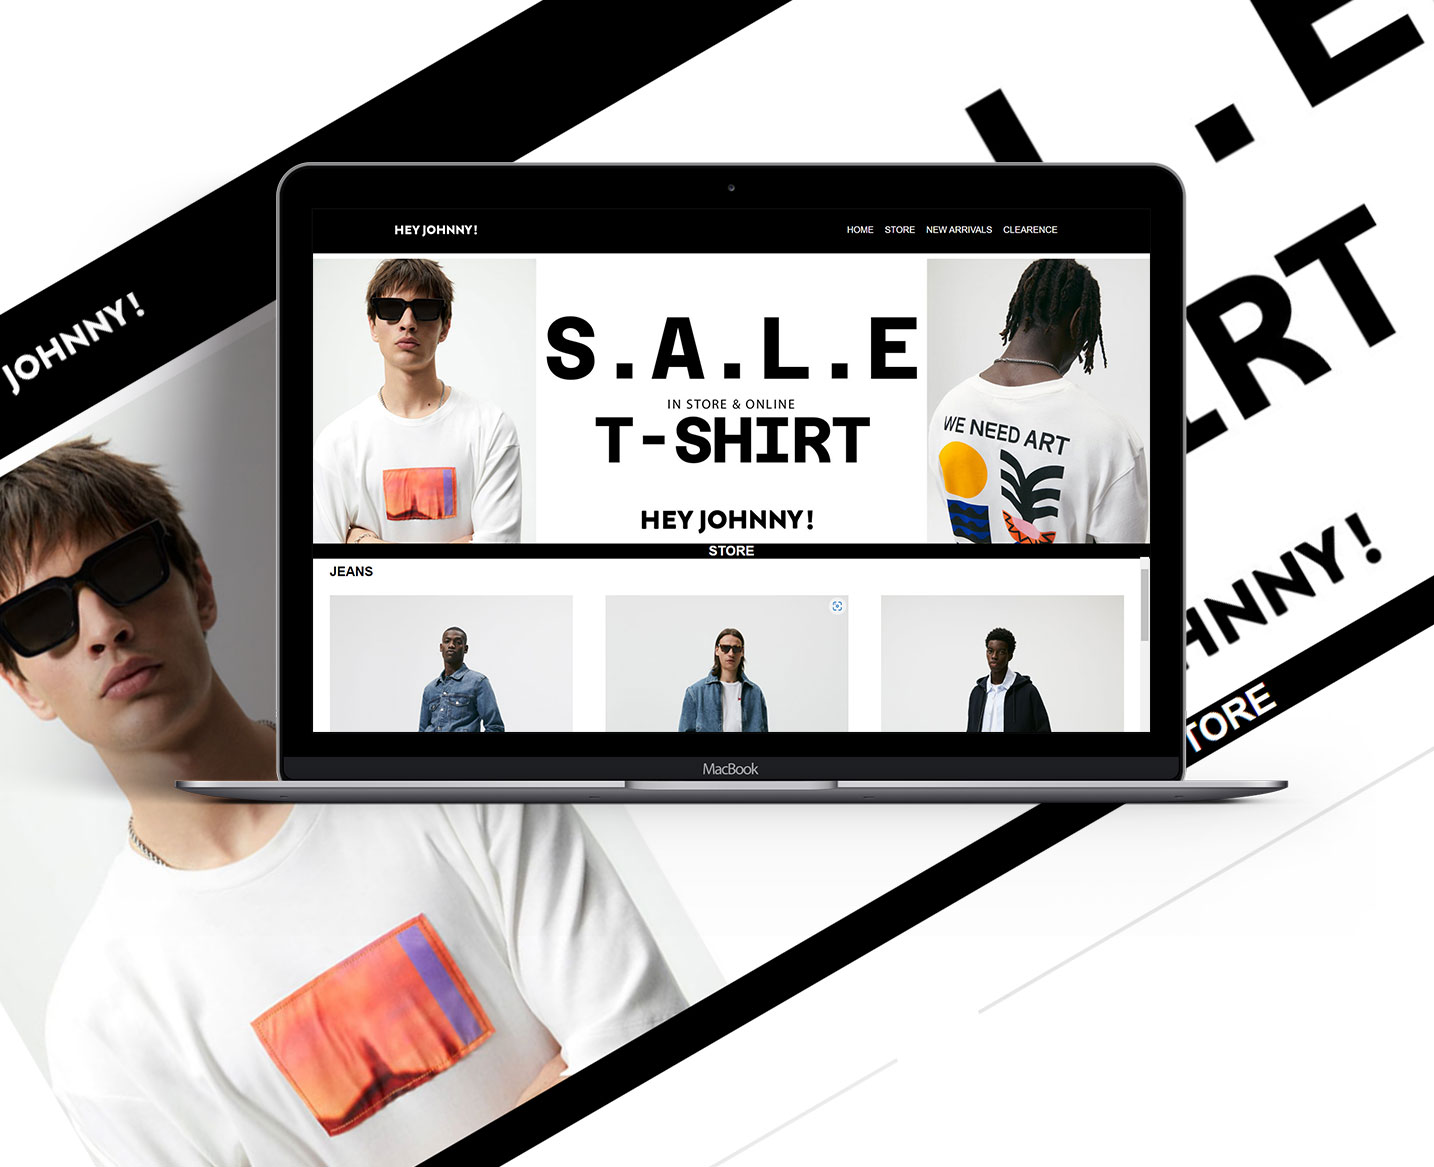 L.E
HEY JOHNNY!
HOME STORE NEW ARRIVALS CLEARENCE
JOHNNY!
S.A.L.E
IN STORE & ONLINE
T-SHIRT
HEY JOHNNY!
WE NEED ART
RT
HNNY!
STORE
JEANS
TORE
MacBook